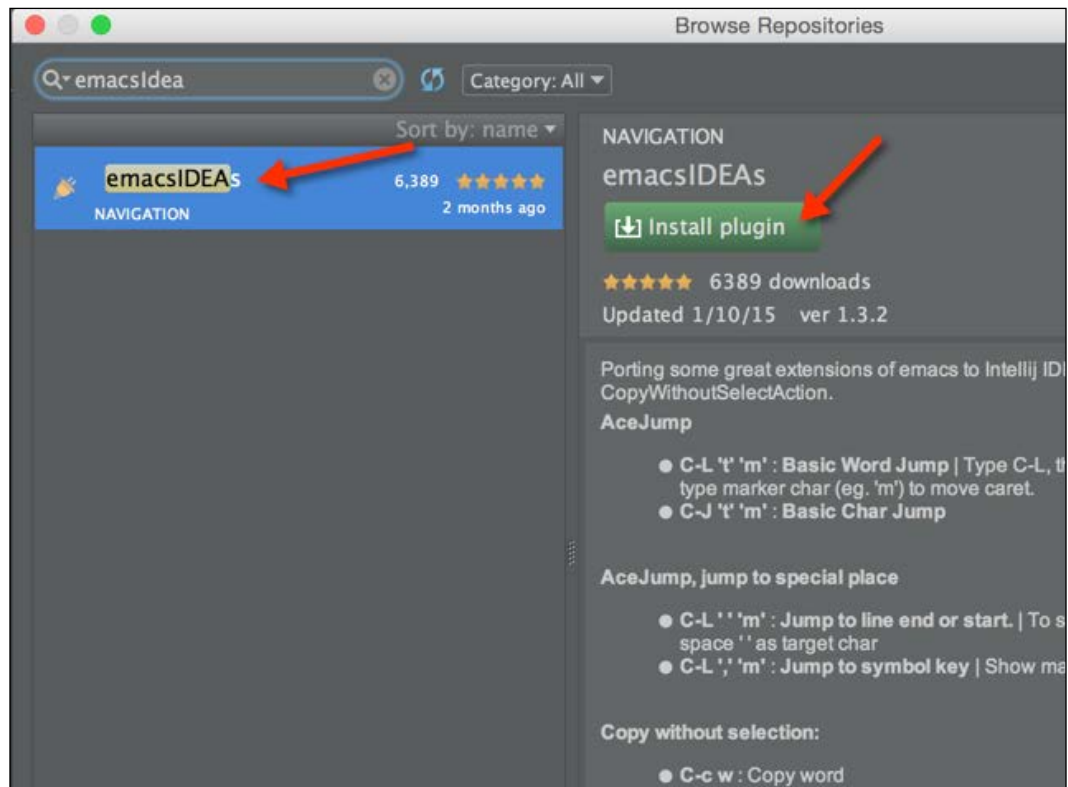 Browse Repositories
emacsIdea
Category: All
Sort by: name
emacsIDEAs
6,389
NAVIGATION
2 months ago
NAVIGATION
emacsIDEAs
Install plugin
6389 downloads
Updated 1/10/15 ver 1.3.2
Porting some great extensions of emacs to Intellij
CopyWithoutSelectAction.
AceJump
● C-L 't' 'm' : Basic Word Jump | Type C-L,
type marker char (eg. 'm') to move caret.
● C-J 't' 'm' : Basic Char Jump
AceJump, jump to special place
● C-L ' ' 'm' : Jump to line end or start. | To
space ' ' as target char
● C-L ',' 'm' : Jump to symbol key | Show
Copy without selection:
● C-c w : Copy word